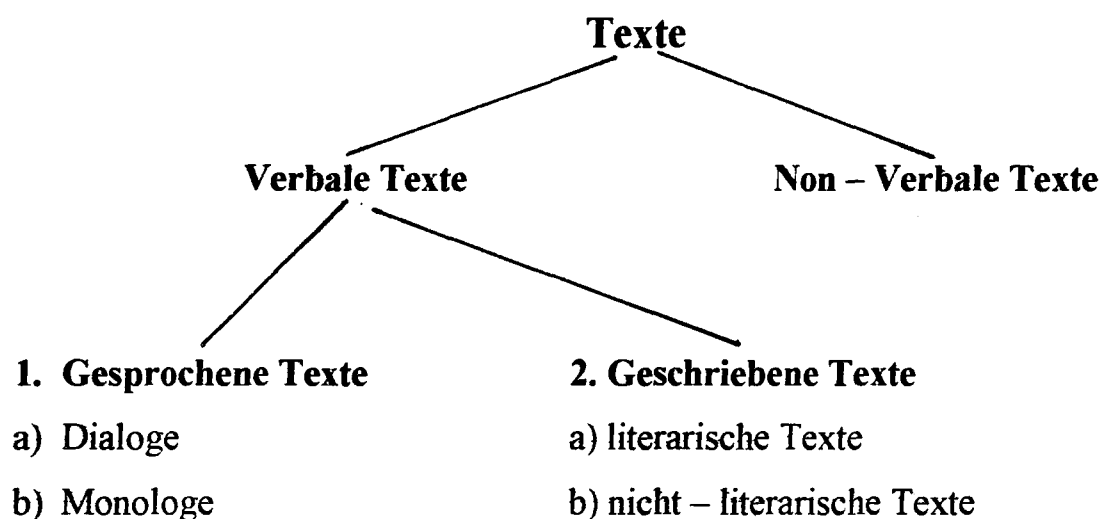 Texte
Verbale Texte Non – Verbale Texte
1. Gesprochene Texte 2. Geschriebene Texte
a) Dialoge a) literarische Texte
b) Monologe b) nicht – literarische Texte